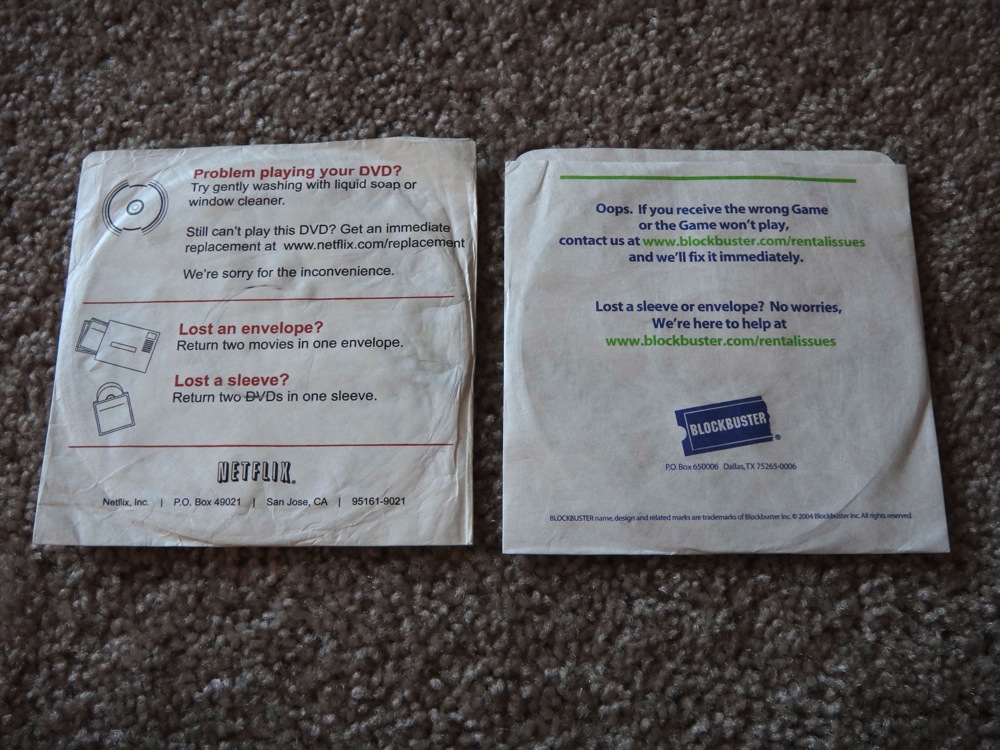 Problem playing your DVD?
Try gently washing with liquid soap or
window cleaner.
Still can't play this DVD? Get an immediate
replacement at www.netflix.com/replacement
We're sorry for the inconvenience.
Lost an envelope?
Return two movies in one envelope.
Lost a sleeve?
Return two DVDs in one sleeve.
NETFLIX.
Netflix, Inc. | P.O. Box 49021 | San Jose, CA | 95161-9021
Oops. If you receive the wrong Game
or the Game won't play,
contact us at www.blockbuster.com/rentalissues
and we'll fix it immediately.
Lost a sleeve or envelope? No worries,
We're here to help at
www.blockbuster.com/rentalissues
BLOCKBUSTER®
P.O. Box 650006 Dallas, TX 75265-0006
BLOCKBUSTER name, design and related marks are trademarks of Blockbuster Inc. © 2004 Blockbuster Inc. All rights reserved.